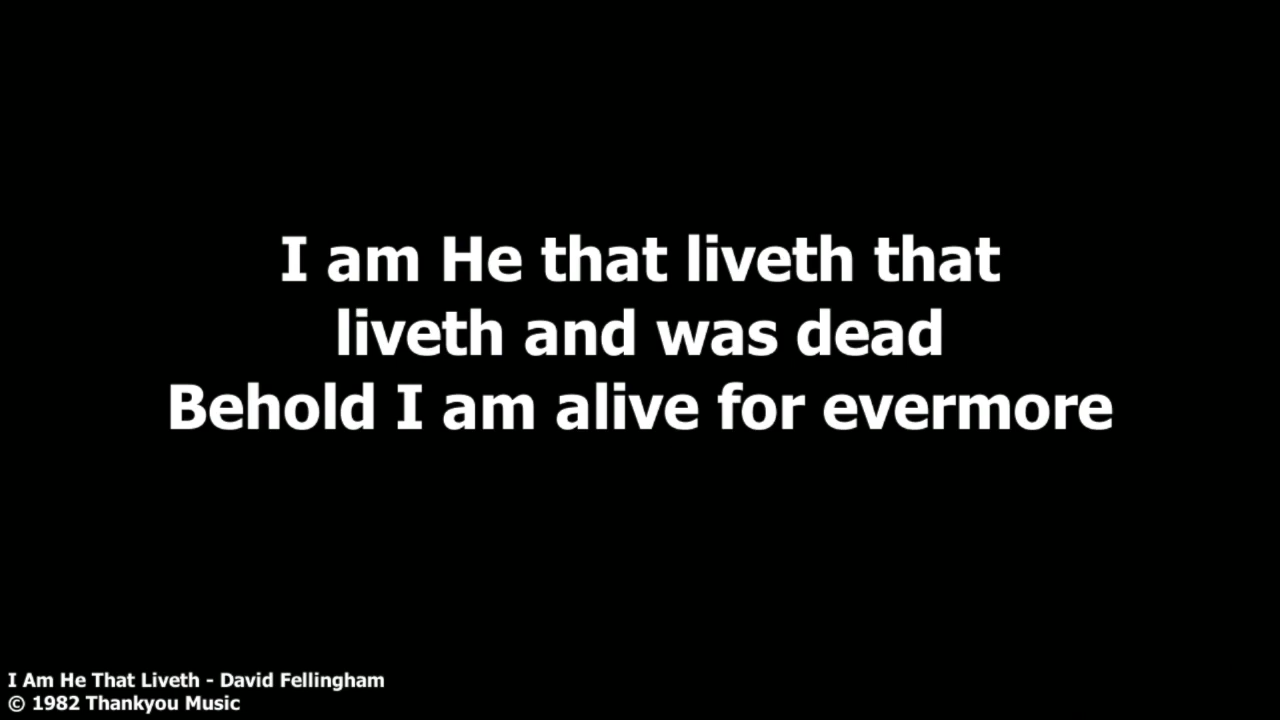 I am He that liveth that
liveth and was dead
Behold I am alive for evermore
I Am He That Liveth - David Fellingham
© 1982 Thankyou Music